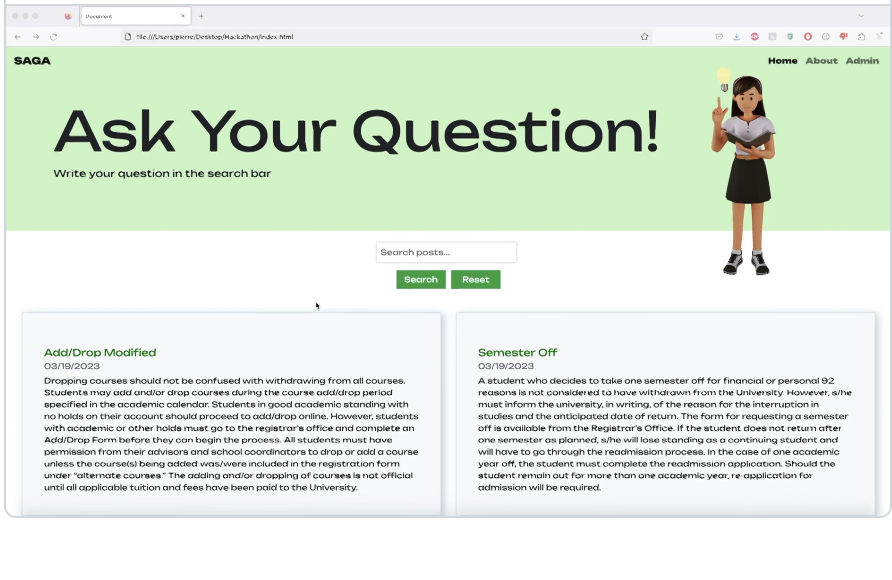 Document
file:///Users/pierre/Desktop/Hackathon/index.html
SAGA
Home About Admin
Ask Your Question!
Write your question in the search bar
Search posts...
Search Reset
Add/Drop Modified
03/19/2023
Dropping courses should not be confused with withdrawing from all courses.
Students may add and/or drop courses during the course add/drop period
specified in the academic calendar. Students in good academic standing with
no holds on their account should proceed to add/drop online. However, students
with academic or other holds must go to the registrar's office and complete an
Add/Drop Form before they can begin the process. All students must have
permission from their advisors and school coordinators to drop or add a course
unless the course(s) being added was/were included in the registration form
under "alternate courses." The adding and/or dropping of courses is not official
until all applicable tuition and fees have been paid to the University.
Semester Off
03/19/2023
A student who decides to take one semester off for financial or personal 92
reasons is not considered to have withdrawn from the University. However, s/he
must inform the university, in writing, of the reason for the interruption in
studies and the anticipated date of return. The form for requesting a semester
off is available from the Registrar's Office. If the student does not return after
one semester as planned, s/he will lose standing as a continuing student and
will have to go through the readmission process. In the case of one academic
year off, the student must complete the readmission application. Should the
student remain out for more than one academic year, re-application for
admission will be required.